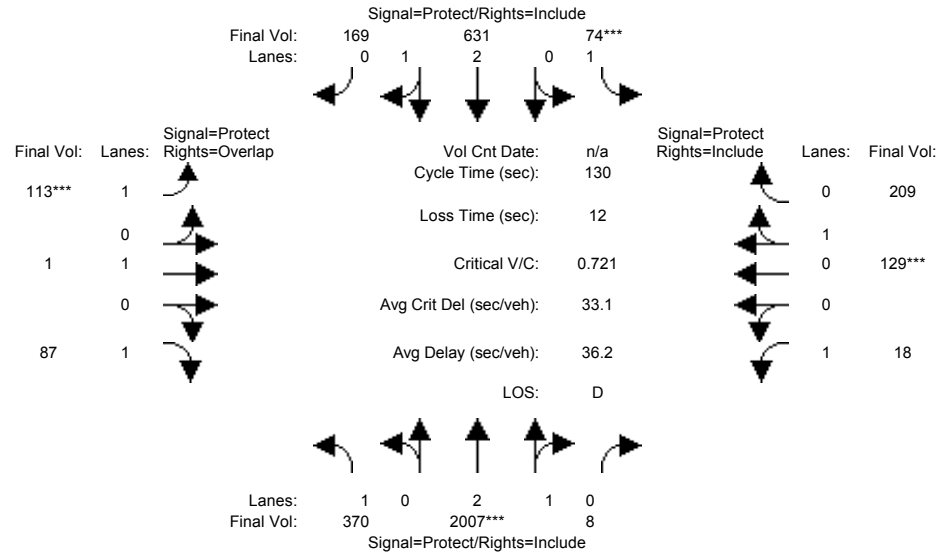 Signal=Protect/Rights=Include
Final Vol: 169 631 74***
Lanes: 0 1 2 0 1
Signal=Protect
Final Vol: Lanes: Rights=Overlap
Vol Cnt Date: n/a
Signal=Protect
Rights=Include Lanes: Final Vol:
Cycle Time (sec): 130
113*** 1
0 209
Loss Time (sec): 12
0
1
1 1
Critical V/C: 0.721
0 129***
0
Avg Crit Del (sec/veh): 33.1
0
87 1
Avg Delay (sec/veh): 36.2
1 18
LOS: D
Lanes: 1 0 2 1 0
Final Vol: 370 2007*** 8
Signal=Protect/Rights=Include